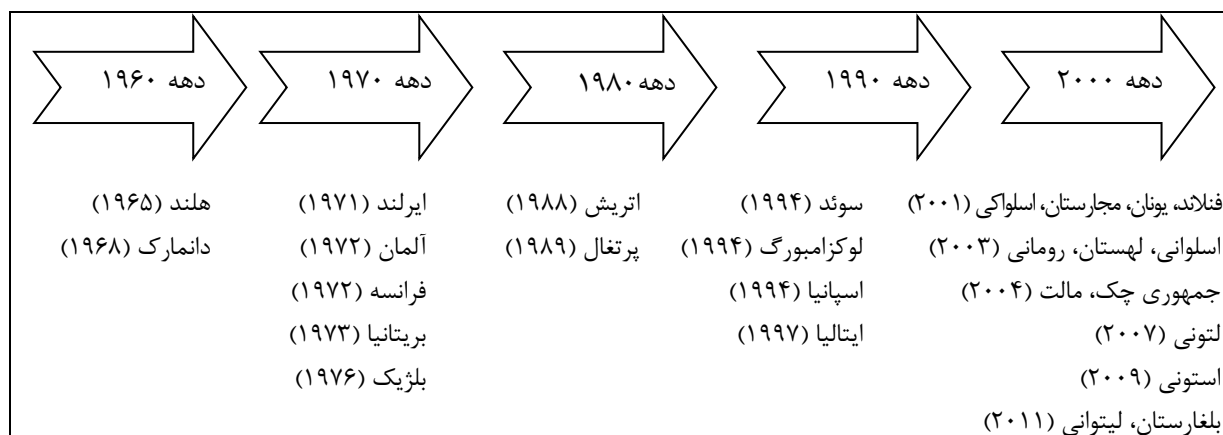 دهه ۱۹۶۰
دهه ۱۹۷۰
دهه ۱۹۸۰
دهه ۱۹۹۰
دهه ۲۰۰۰
هلند (۱۹۶۵)
دانمارک (۱۹۶۸)
ایرلند (۱۹۷۱)
آلمان (۱۹۷۲)
فرانسه (۱۹۷۲)
بریتانیا (۱۹۷۳)
بلژیک (۱۹۷۶)
اتریش (۱۹۸۸)
پرتغال (۱۹۸۹)
سوئد (۱۹۹۴)
لوکزامبورگ (۱۹۹۴)
اسپانیا (۱۹۹۴)
ایتالیا (۱۹۹۷)
فنلاند، یونان، مجارستان، اسلواکی (۲۰۰۱)
اسلوانی، لهستان، رومانی (۲۰۰۳)
جمهوری چک، مالت (۲۰۰۴)
لتونی (۲۰۰۷)
استونی (۲۰۰۹)
بلغارستان، لیتوانی (۲۰۱۱)